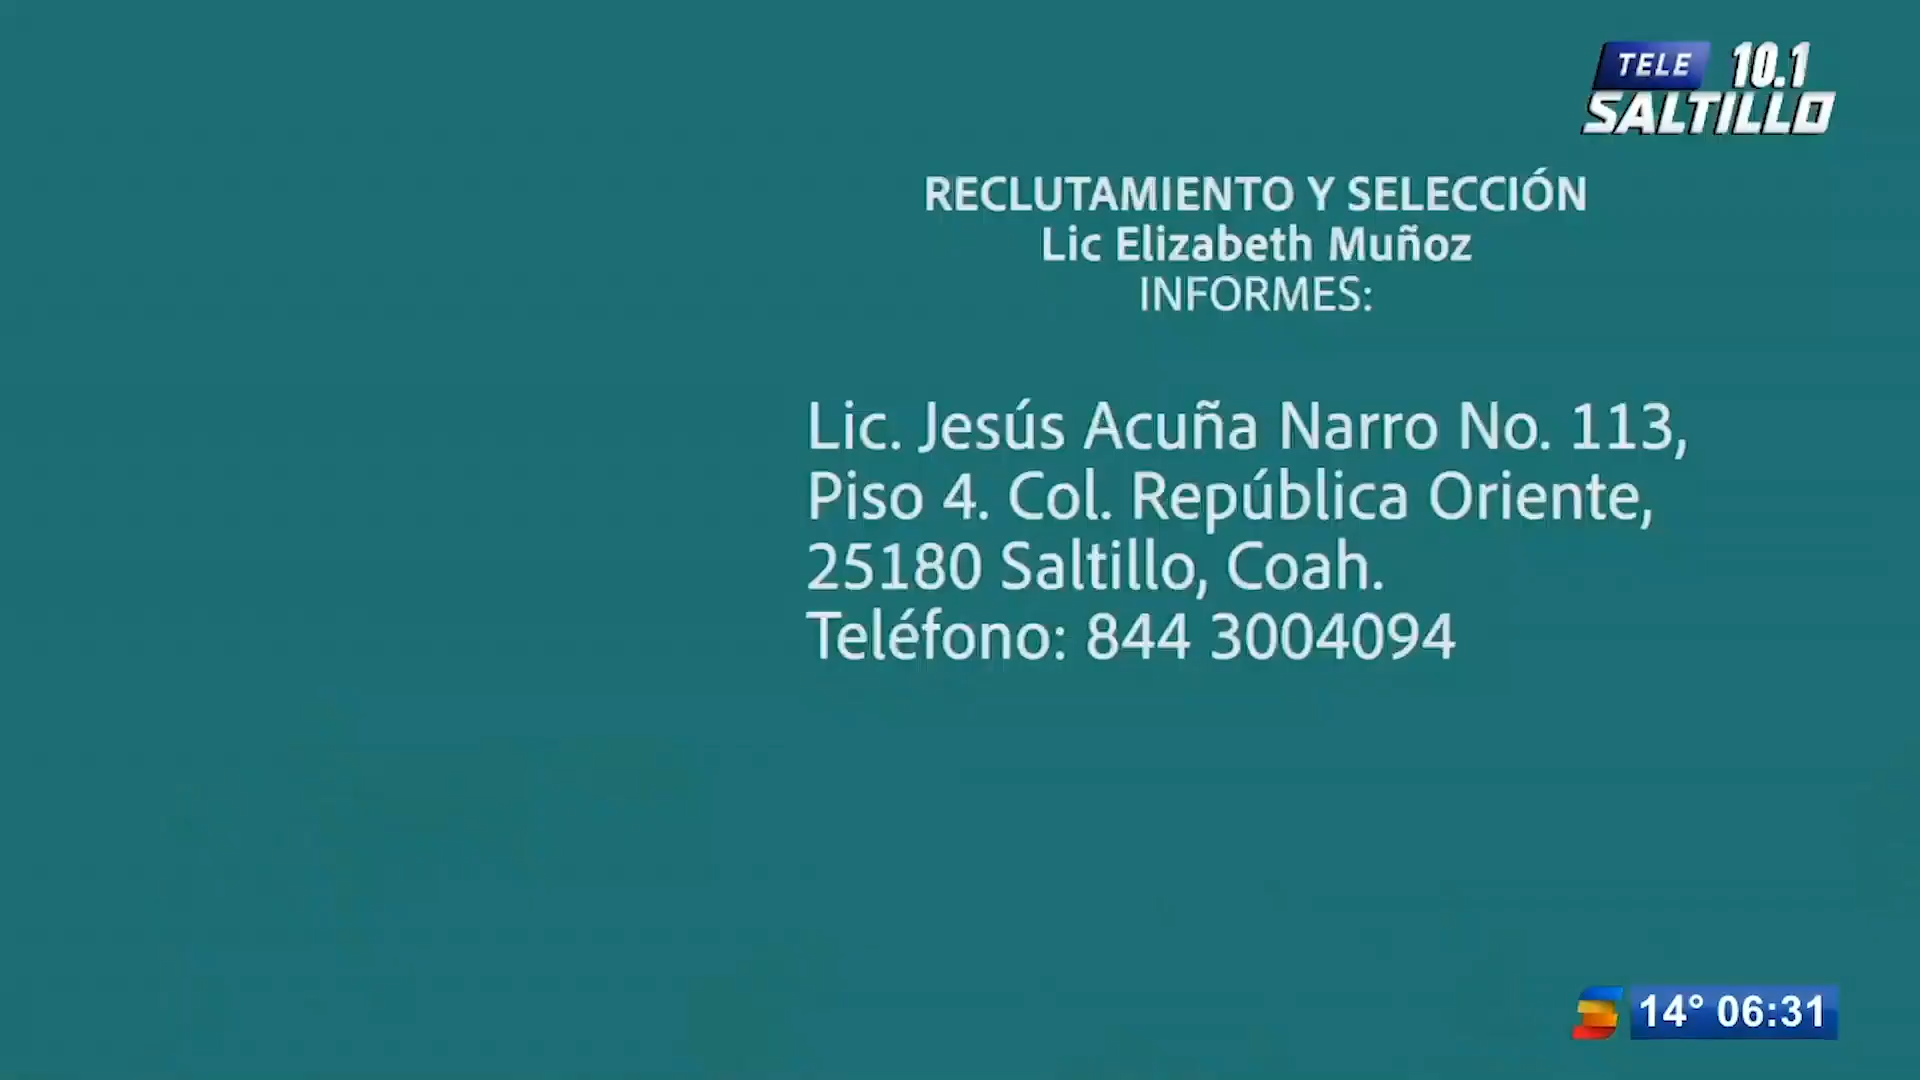 TELE 10.1
SALTILLO
RECLUTAMIENTO Y SELECCIÓN
Lic Elizabeth Muñoz
INFORMES:
Lic. Jesús Acuña Narro No. 113,
Piso 4. Col. República Oriente,
25180 Saltillo, Coah.
Teléfono: 844 3004094
14° 06:31